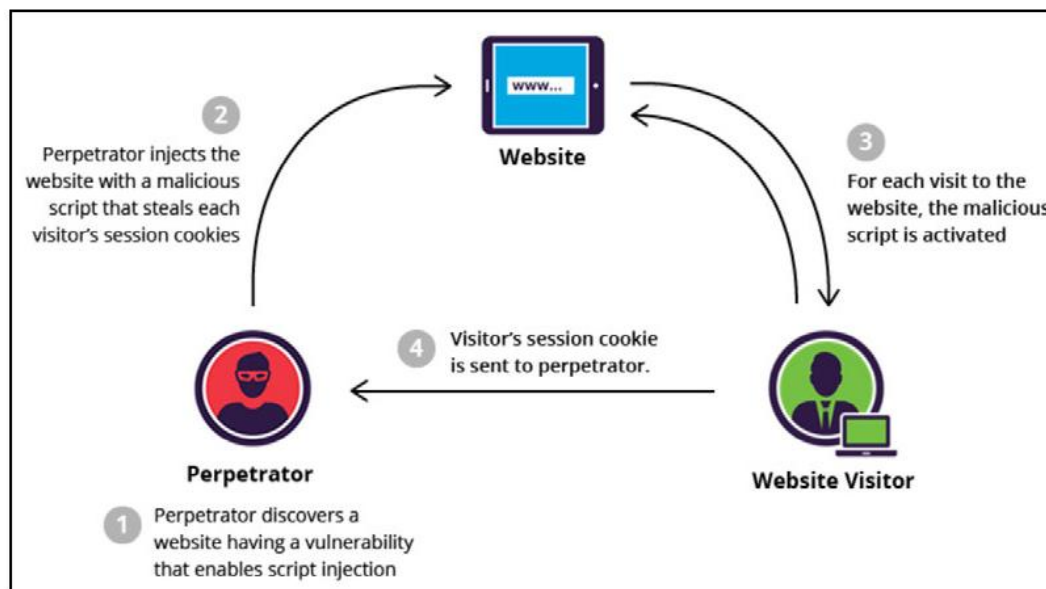 www...
Website
2
Perpetrator injects the
website with a malicious
script that steals each
visitor's session cookies
3
For each visit to the
website, the malicious
script is activated
4
Visitor's session cookie
is sent to perpetrator.
Perpetrator
Website Visitor
1
Perpetrator discovers a
website having a vulnerability
that enables script injection